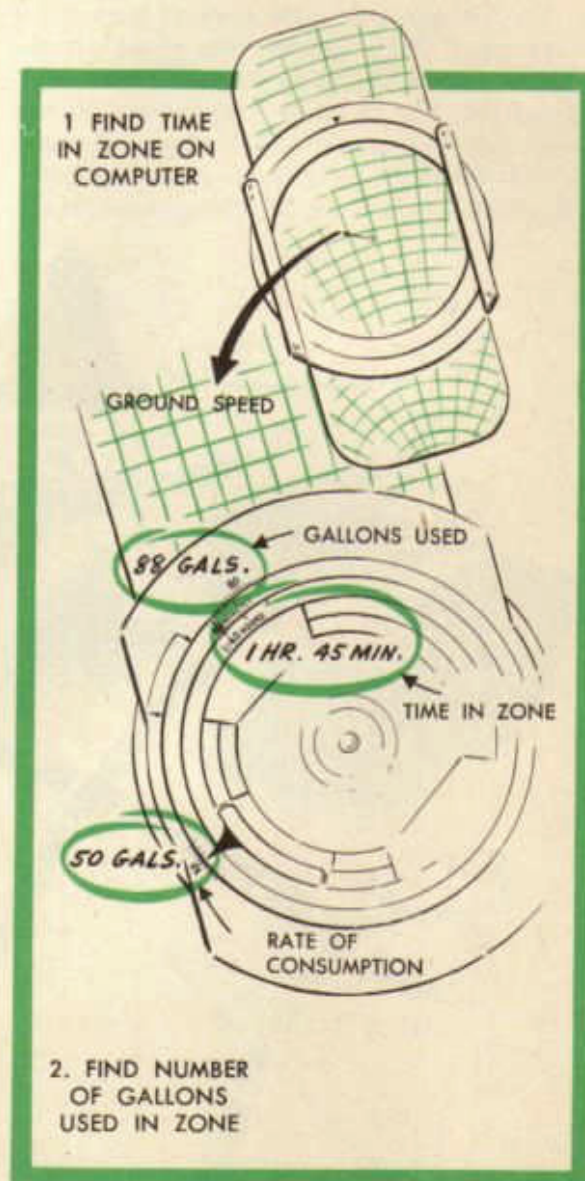 1 FIND TIME
IN ZONE ON
COMPUTER
GROUND SPEED
GALLONS USED
88 GALS.
1 HR. 45 MIN.
TIME IN ZONE
50 GALS.
RATE OF
CONSUMPTION
2. FIND NUMBER
OF GALLONS
USED IN ZONE